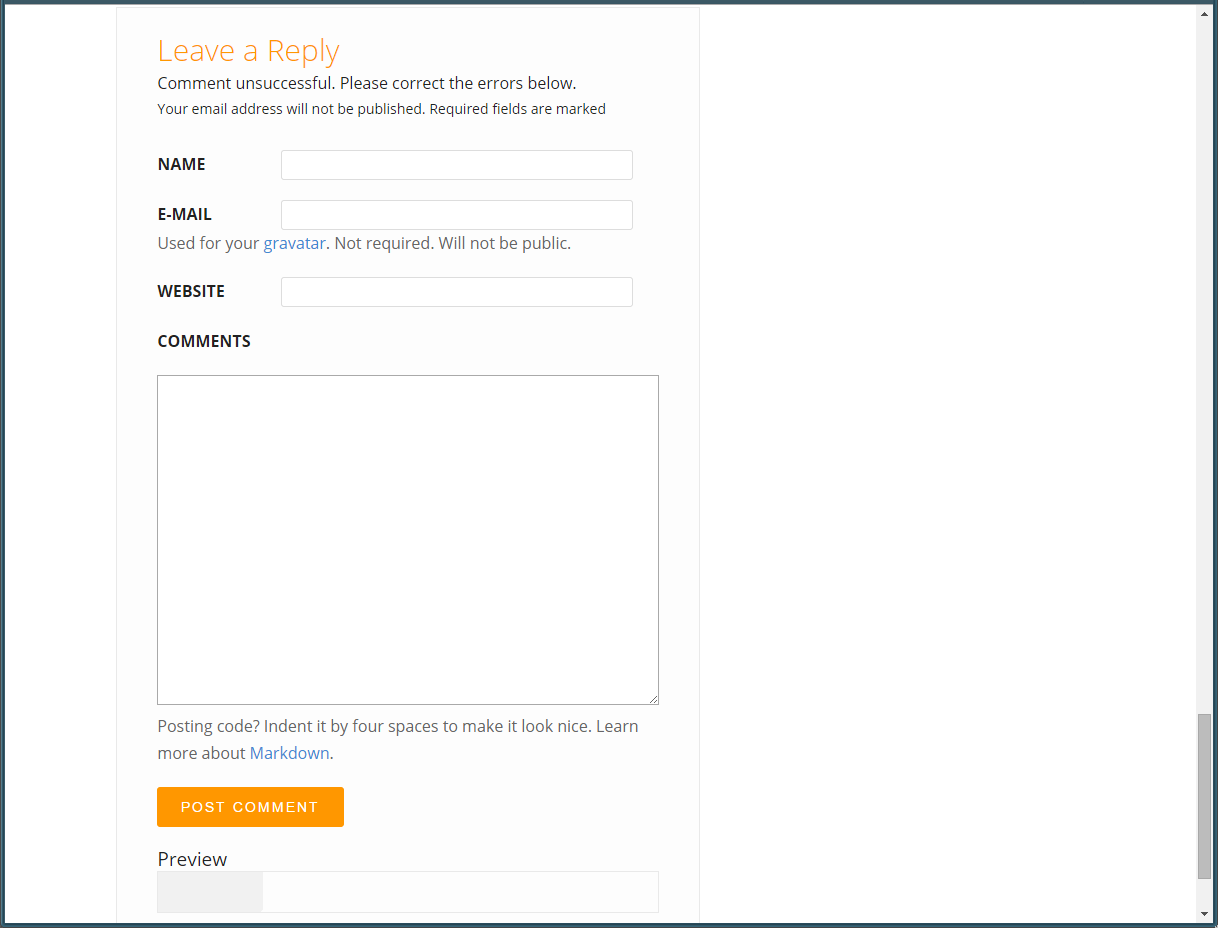 Leave a Reply
Comment unsuccessful. Please correct the errors below.
Your email address will not be published. Required fields are marked
NAME
E-MAIL
Used for your gravatar. Not required. Will not be public.
WEBSITE
COMMENTS
Posting code? Indent it by four spaces to make it look nice. Learn
more about Markdown.
POST COMMENT
Preview